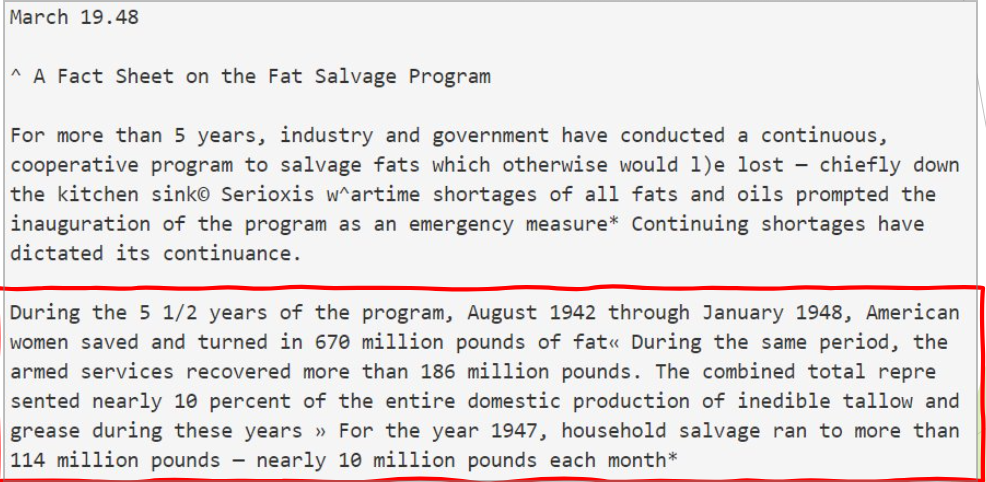 March 19.48
^ A Fact Sheet on the Fat Salvage Program
For more than 5 years, industry and government have conducted a continuous,
cooperative program to salvage fats which otherwise would l)e lost — chiefly down
the kitchen sink© Serioxis w^artime shortages of all fats and oils prompted the
inauguration of the program as an emergency measure* Continuing shortages have
dictated its continuance.
During the 5 1/2 years of the program, August 1942 through January 1948, American
women saved and turned in 670 million pounds of fat« During the same period, the
armed services recovered more than 186 million pounds. The combined total repre
sented nearly 10 percent of the entire domestic production of inedible tallow and
grease during these years » For the year 1947, household salvage ran to more than
114 million pounds — nearly 10 million pounds each month*